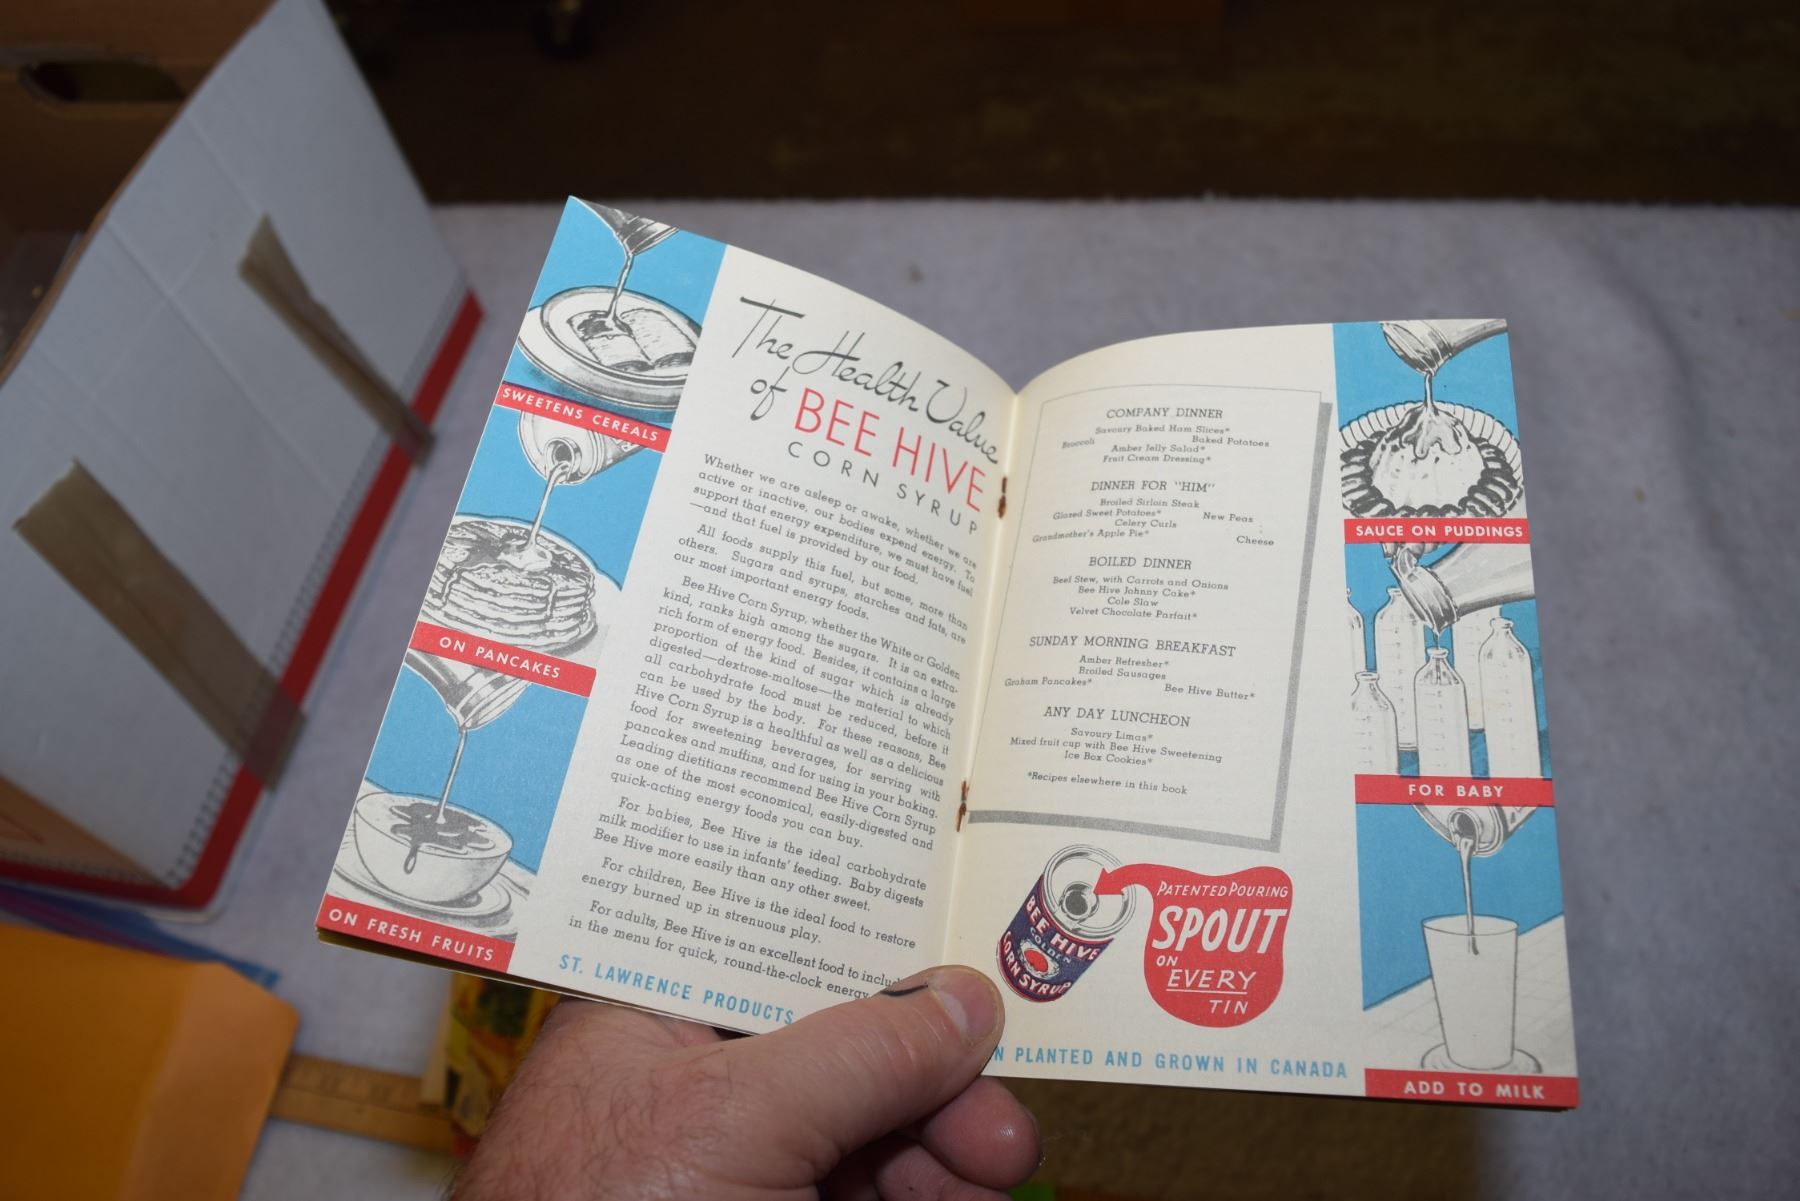 The Health Value
of BEE HIVE
CORN SYRUP
Whether we are asleep or awake, whether we are
active or inactive, our bodies expend energy. To
support that energy expenditure, we must have fuel
—and that fuel is provided by our food.
All foods supply this fuel, but some, more than
others. Sugars and syrups, starches and fats, are
our most important energy foods.
Bee Hive Corn Syrup, whether the White or Golden
kind, ranks high among the sugars. It is an extra-
rich form of energy food. Besides, it contains a large
proportion of the kind of sugar which is already
digested—dextrose-maltose—the material to which
all carbohydrate food must be reduced, before it
can be used by the body. For these reasons, Bee
Hive Corn Syrup is a healthful as well as a delicious
food for sweetening beverages, for serving with
pancakes and muffins, and for using in your baking.
Leading dietitians recommend Bee Hive Corn Syrup
as one of the most economical, easily-digested and
quick-acting energy foods you can buy.
For babies, Bee Hive is the ideal carbohydrate
milk modifier to use in infants' feeding. Baby digests
Bee Hive more easily than any other sweet.
For children, Bee Hive is the ideal food to restore
energy burned up in strenuous play.
For adults, Bee Hive is an excellent food to
in the menu for quick, round-the-clock energy
ST. LAWRENCE PRODUCTS
SWEETENS CEREALS
ON PANCAKES
ON FRESH FRUITS
COMPANY DINNER
Savoury Baked Ham Slices*
Broccoli Baked Potatoes
Amber Jelly Salad*
Fruit Cream Dressing*
DINNER FOR "HIM"
Broiled Sirloin Steak
Glazed Sweet Potatoes* New Peas
Celery Curls
Grandmother's Apple Pie* Cheese
BOILED DINNER
Beef Stew, with Carrots and Onions
Bee Hive Johnny Cake*
Cole Slaw
Velvet Chocolate Parfait*
SUNDAY MORNING BREAKFAST
Amber Refresher*
Broiled Sausages
Graham Pancakes* Bee Hive Butter*
ANY DAY LUNCHEON
Savoury Limas*
Mixed fruit cup with Bee Hive Sweetening
Ice Box Cookies*
*Recipes elsewhere in this book
BEE HIVE
GOLDEN
CORN SYRUP
PATENTED POURING
SPOUT
ON
EVERY
TIN
PLANTED AND GROWN IN CANADA
SAUCE ON PUDDINGS
FOR BABY
ADD TO MILK